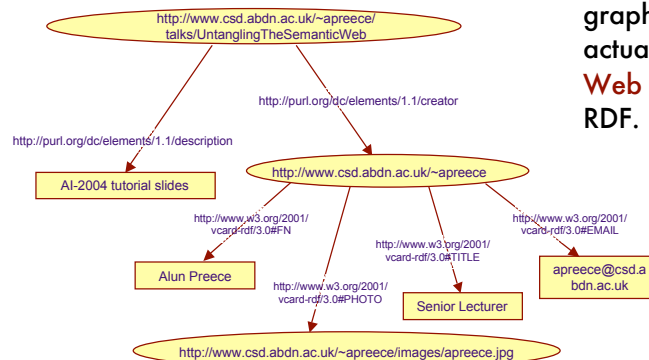 http://www.csd.abdn.ac.uk/~apreece/
talks/UntanglingTheSemanticWeb
graph
actua
Web
RDF.
http://purl.org/dc/elements/1.1/creator
http://purl.org/dc/elements/1.1/description
AI-2004 tutorial slides
http://www.csd.abdn.ac.uk/~apreece
http://www.w3.org/2001/
vcard-rdf/3.0#FN
http://www.w3.org/2001/
vcard-rdf/3.0#EMAIL
http://www.w3.org/2001/
vcard-rdf/3.0#TITLE
Alun Preece
apreece@csd.a
bdn.ac.uk
http://www.w3.org/2001/
vcard-rdf/3.0#PHOTO
Senior Lecturer
http://www.csd.abdn.ac.uk/~apreece/images/apreece.jpg